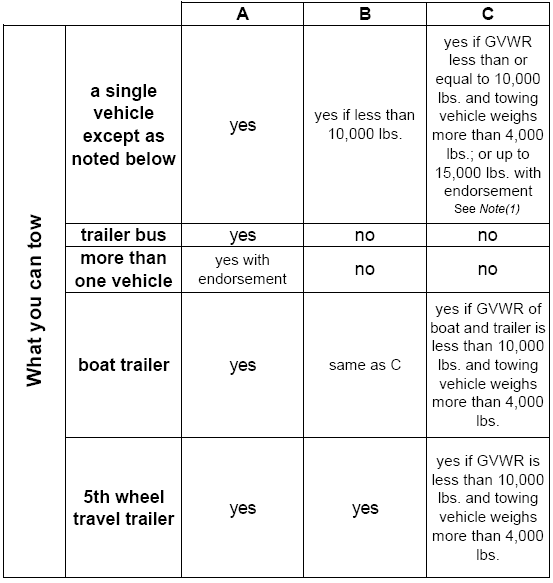 A B C
What you can tow
a single
vehicle
except as
noted below
yes
yes if less than
10,000 lbs.
yes if GVWR
less than or
equal to 10,000
lbs. and towing
vehicle weighs
more than 4,000
lbs.; or up to
15,000 lbs. with
endorsement
See Note(1)
trailer bus
yes
no
no
more than
one vehicle
yes with
endorsement
no
no
boat trailer
yes
same as C
yes if GVWR of
boat and trailer is
less than 10,000
lbs. and towing
vehicle weighs
more than 4,000
lbs.
5th wheel
travel trailer
yes
yes
yes if GVWR is
less than 10,000
lbs. and towing
vehicle weighs
more than 4,000
lbs.